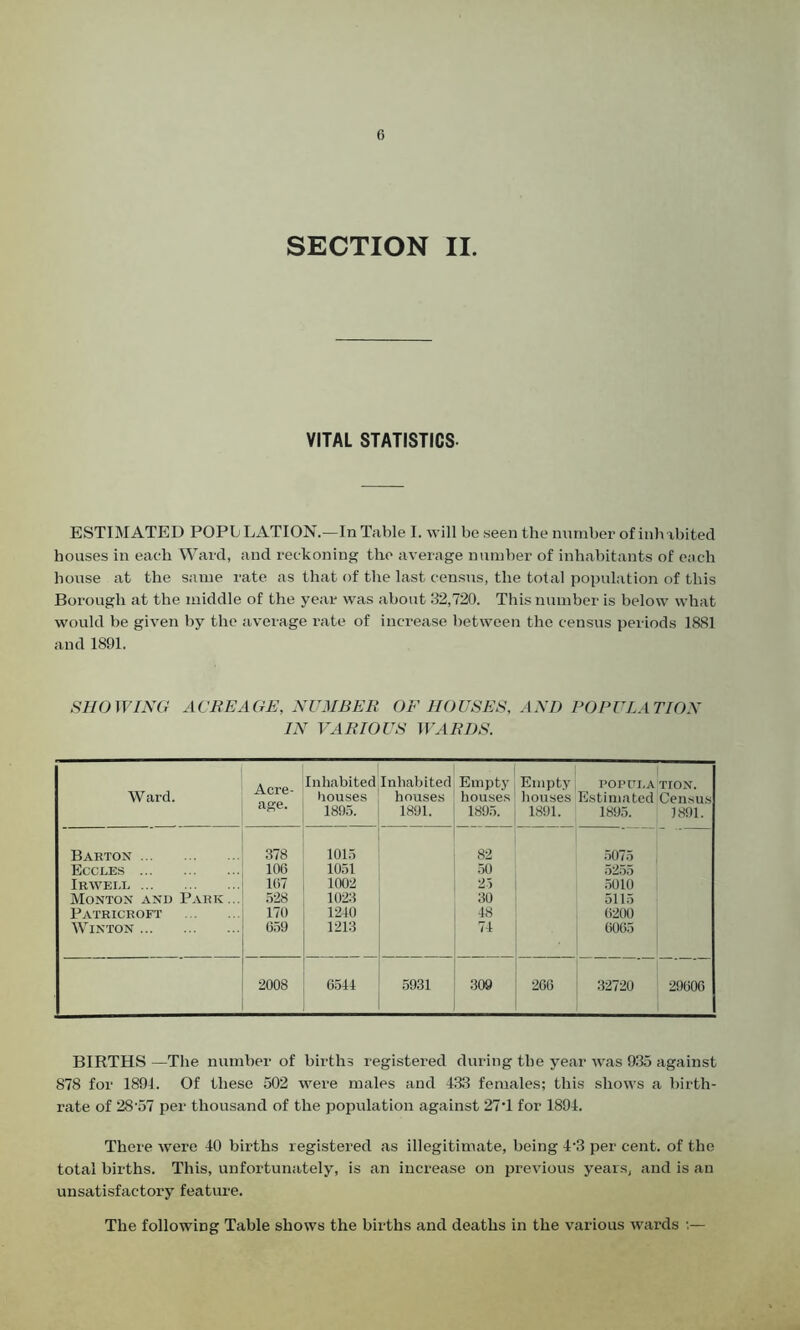 6
SECTION II.
VITAL STATISTICS.
ESTIMATED POPULATION.—In Table I. will be seen the number of inhabited
houses in each Ward, and reckoning the average number of inhabitants of each
house at the same rate as that of the last census, the total population of this
Borough at the middle of the year was about 32,720. This number is below what
would be given by the average rate of increase between the census periods 1881
and 1891.
SHOWING ACREAGE, NUMBER OF HOUSES, AND POPULATION
IN VARIOUS WARDS.
Ward. Acreage. Inhabited houses 1895. Inhabited houses 1891. Empty houses 1895. Empty houses 1891. POPULATION. Estimated 1895. Census 1891.
BARTON ... ... ... 378 1015 82 5075
ECCLES ... ... ... 106 1051 50 5255
IRWELL ... ... ... 167 1002 25 5010
MONTON AND PARK ... 528 1023 30 5115
PATRICROFT ... ... 170 1240 48 6200
WINTON ... ... ... 659 1213 74 6065
2008 6544 5931 309 266 32720 29606
BIRTHS—The number of births registered during the year was 935 against
878 for 1894. Of these 502 were males and 433 females; this shows a birth-
rate of 28·57 per thousand of the population against 27·1 for 1894.
There were 40 births registered as illegitimate, being 4·3 per cent. of the
total births. This, unfortunately, is an increase on previous years, and is an
unsatisfactory feature.
The following Table shows the births and deaths in the various wards :—